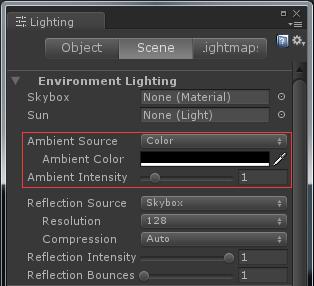 Lighting
Object Scene .ightmaps
Environment Lighting
Skybox None (Material)
Sun None (Light)
Ambient Source Color
Ambient Color
Ambient Intensity 1
Reflection Source Skybox
Resolution 128
Compression Auto
Reflection Intensity 1
Reflection Bounces 1